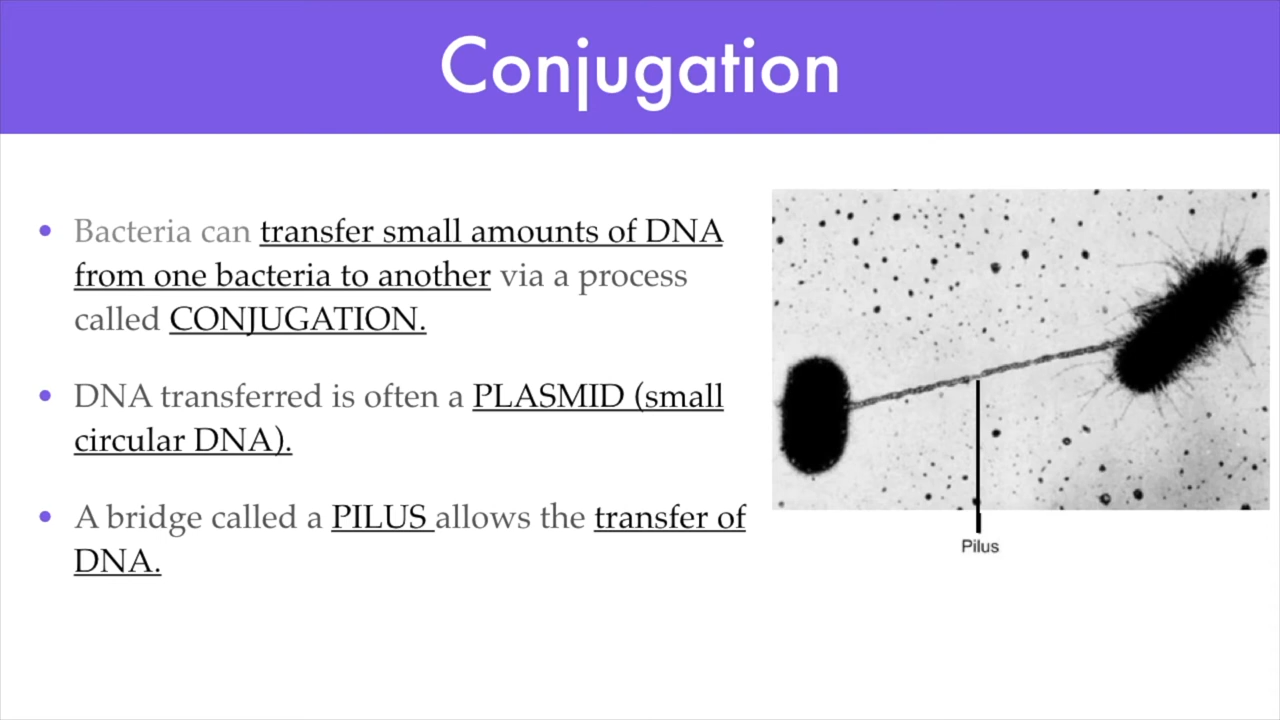 Conjugation
• Bacteria can transfer small amounts of DNA
from one bacteria to another via a process
called CONJUGATION.
• DNA transferred is often a PLASMID (small
circular DNA).
• A bridge called a PILUS allows the transfer of
DNA.
Pilus